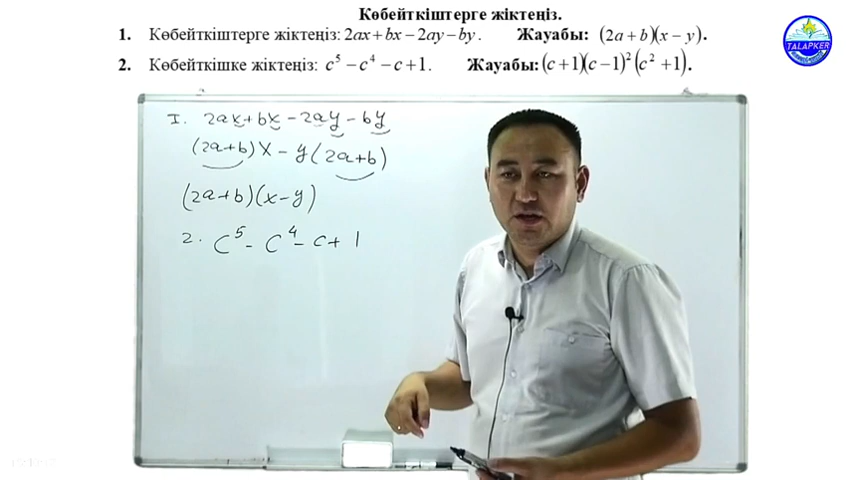 Көбейткіштерге жіктеңіз.
1. Көбейткіштерге жіктеңіз: 2ax+bx−2ay−by. Жауабы: (2a+b)(x−y).
2. Көбейткішке жіктеңіз: c⁵−c⁴−c+1. Жауабы: (c+1)(c−1)²(c²+1).
TALAPKER
I. 2ax+bx−2ay−by
(2a+b)x−y(2a+b)
(2a+b)(x−y)
2. c⁵−c⁴−c+1